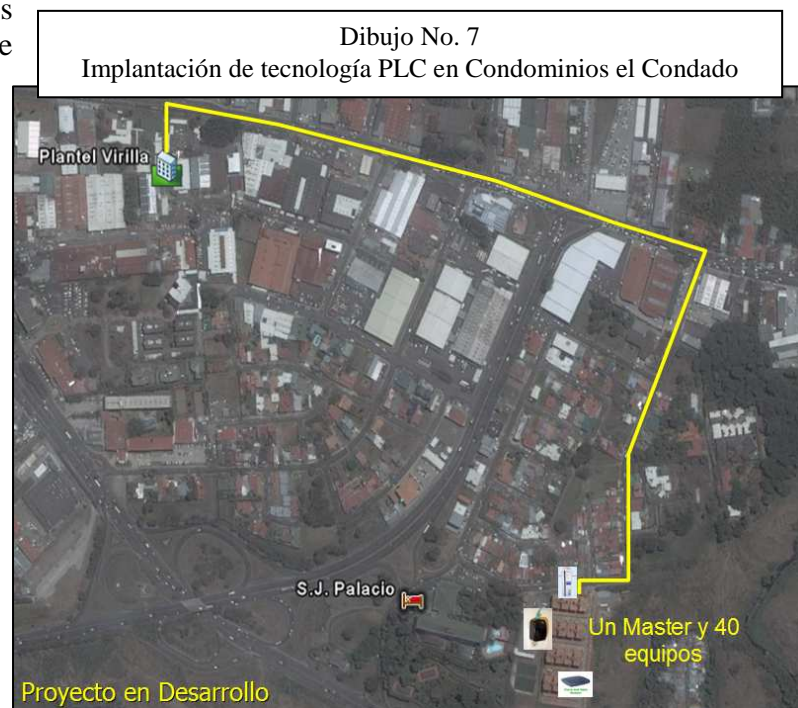 s
e
Dibujo No. 7
Implantación de tecnología PLC en Condominios el Condado
Plantel Virilla
S.J. Palacio
Un Master y 40
equipos
Proyecto en Desarrollo